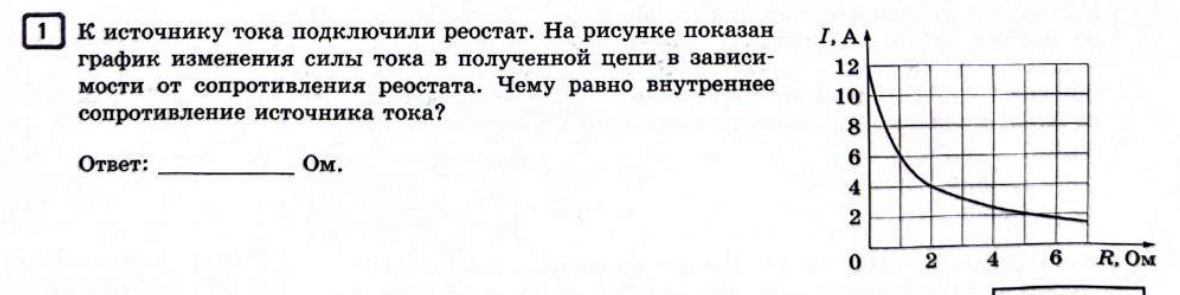 1 К источнику тока подключили реостат. На рисунке показан
график изменения силы тока в полученной цепи в зависи-
мости от сопротивления реостата. Чему равно внутреннее
сопротивление источника тока?
Ответ: ____________ Ом.
I, А
12
10
8
6
4
2
0 2 4 6 R, Ом